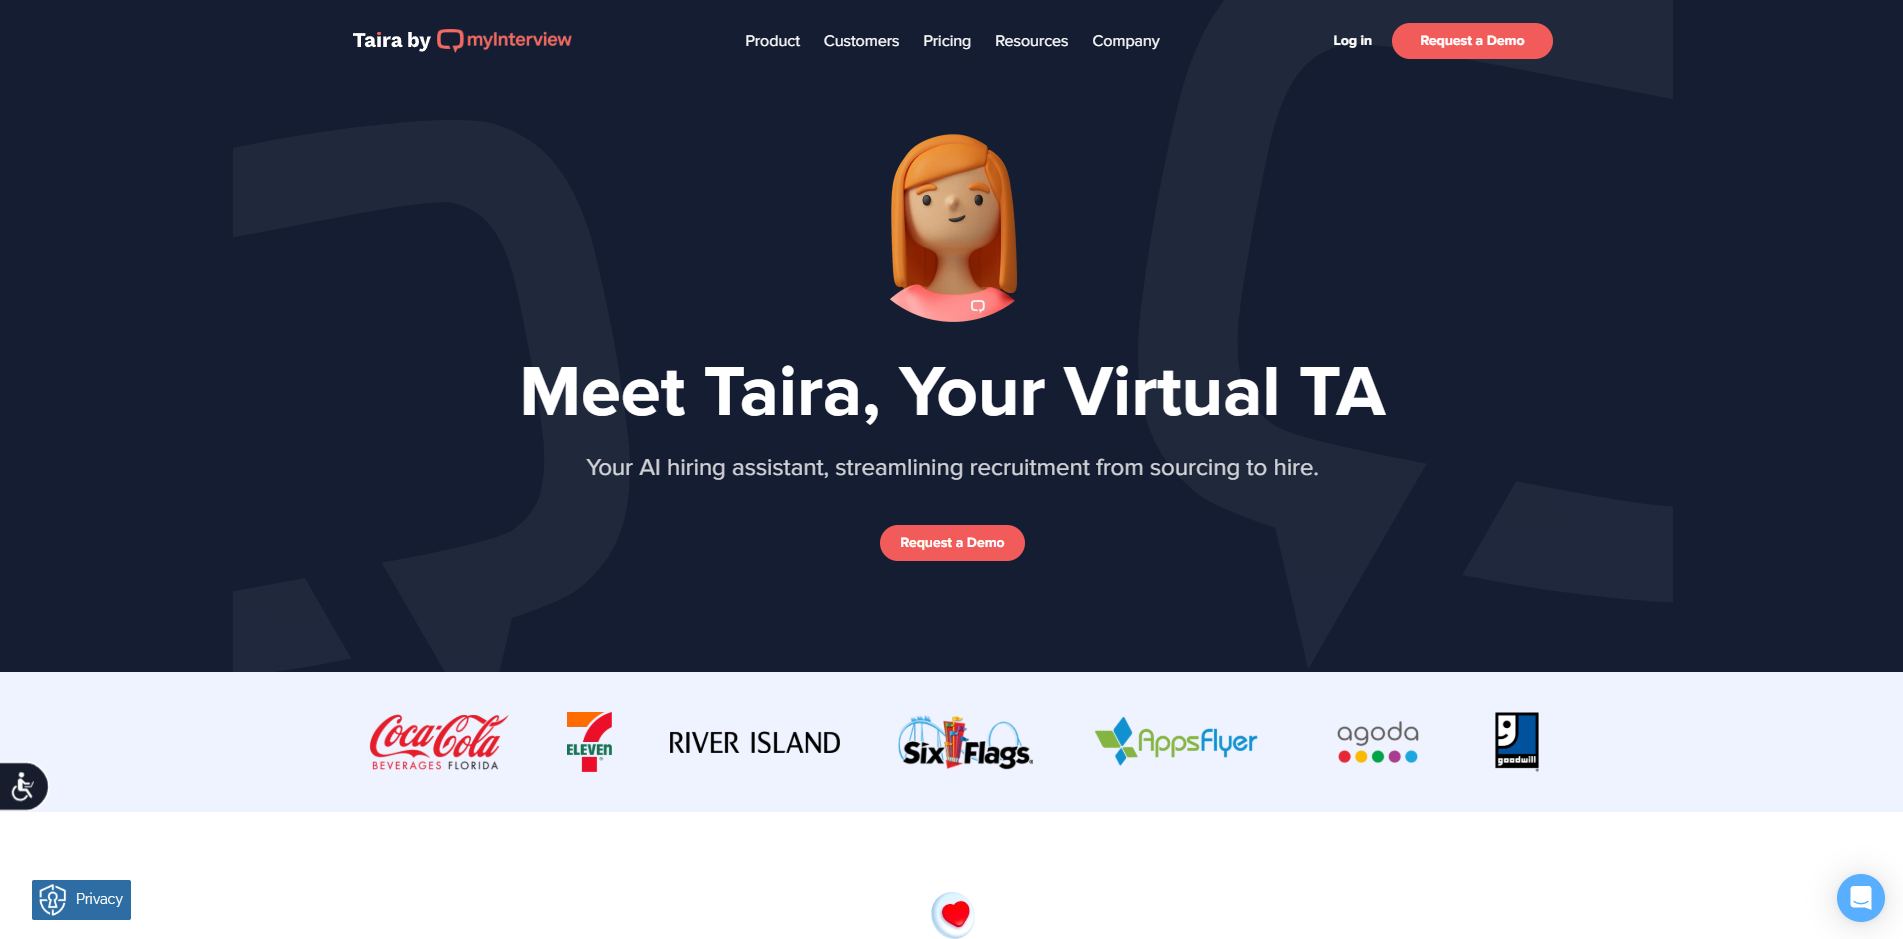 Taira by myInterview
Product Customers Pricing Resources Company
Log in
Request a Demo
Meet Taira, Your Virtual TA
Your AI hiring assistant, streamlining recruitment from sourcing to hire.
Request a Demo
Coca-Cola
BEVERAGES FLORIDA
7
ELEVEN
RIVER ISLAND
Six Flags
AppsFlyer
agoda
goodwill
Privacy